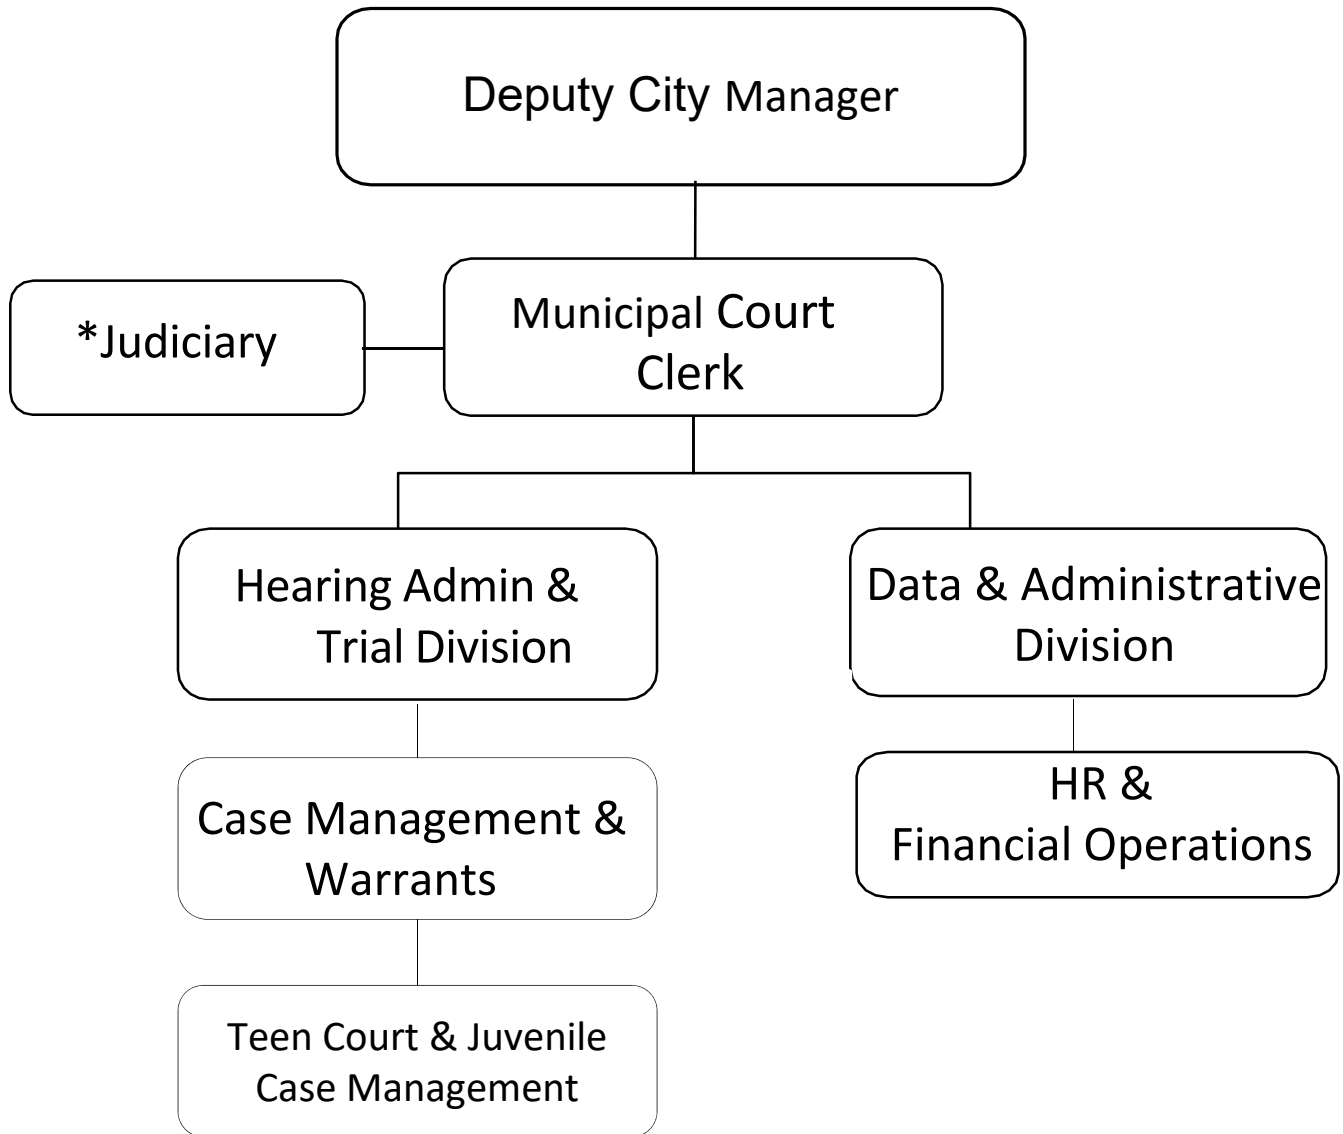 Deputy City Manager
*Judiciary
Municipal Court
Clerk
Hearing Admin &
Trial Division
Data & Administrative
Division
Case Management &
Warrants
HR &
Financial Operations
Teen Court & Juvenile
Case Management